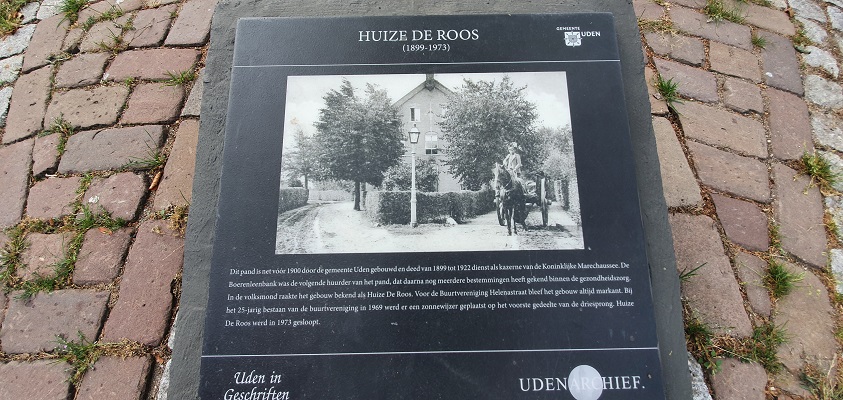 HUIZE DE ROOS
(1899-1973)
GEMEENTE
UDEN
Dit pand is net vóór 1900 door de gemeente Uden gebouwd en deed van 1899 tot 1922 dienst als kazerne van de Koninklijke Marechaussee. De
Boerenleenbank was de volgende huurder van het pand, dat daarna nog meerdere bestemmingen heeft gekend binnen de gezondheidszorg.
In de volksmond raakte het gebouw bekend als Huize De Roos. Voor de Buurtvereniging Helenastraat bleef het gebouw altijd markant. Bij
het 25-jarig bestaan van de buurtvereniging in 1969 werd er een zonnewijzer geplaatst op het voorste gedeelte van de driesprong. Huize
De Roos werd in 1973 gesloopt.
Uden in
Geschriften
UDENARCHIEF.